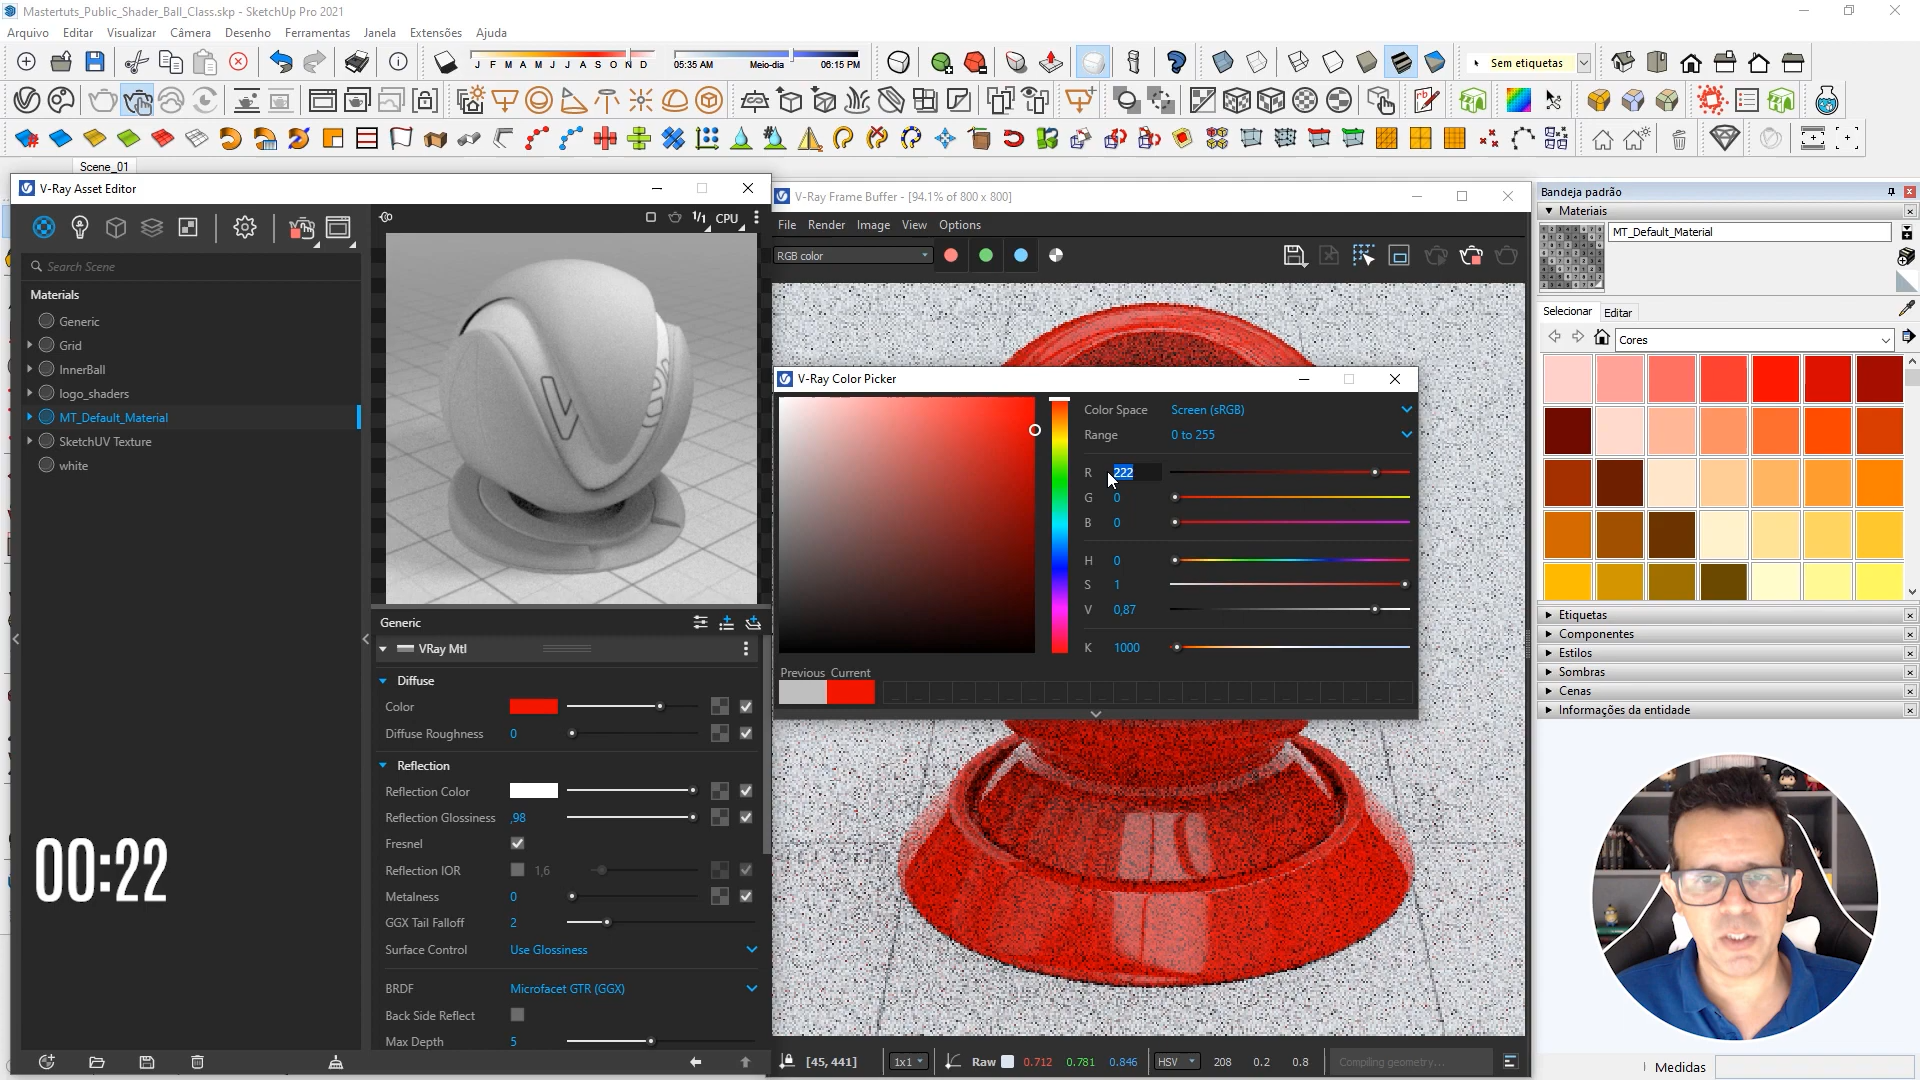 Mastertuts_Public_Shader_Ball_Class.skp - SketchUp Pro 2021
Arquivo Editar Visualizar Câmera Desenho Ferramentas Janela Extensões Ajuda
J F M A M J J A S O N D
05:35 AM Meio-dia 06:15 PM
Sem etiquetas
Scene_01
V-Ray Asset Editor
1/1 CPU
Search Scene
Materials
Generic
Grid
InnerBall
logo_shaders
MT_Default_Material
SketchUV Texture
white
00:22
Generic
VRay Mtl
Diffuse
Color
Diffuse Roughness 0
Reflection
Reflection Color
Reflection Glossiness ,98
Fresnel
Reflection IOR 1,6
Metalness 0
GGX Tail Falloff 2
Surface Control Use Glossiness
BRDF Microfacet GTR (GGX)
Back Side Reflect
Max Depth 5
V-Ray Frame Buffer - [94.1% of 800 x 800]
File Render Image View Options
RGB color
V-Ray Color Picker
Color Space Screen (sRGB)
Range 0 to 255
R 222
G 0
B 0
H 0
S 1
V 0,87
K 1000
Previous Current
[45, 441] 1x1 Raw 0.712 0.781 0.846 HSV 208 0.2 0.8 Compiling geometry...
Bandeja padrão
Materiais
MT_Default_Material
Selecionar Editar
Cores
Etiquetas
Componentes
Estilos
Sombras
Cenas
Informações da entidade
Medidas